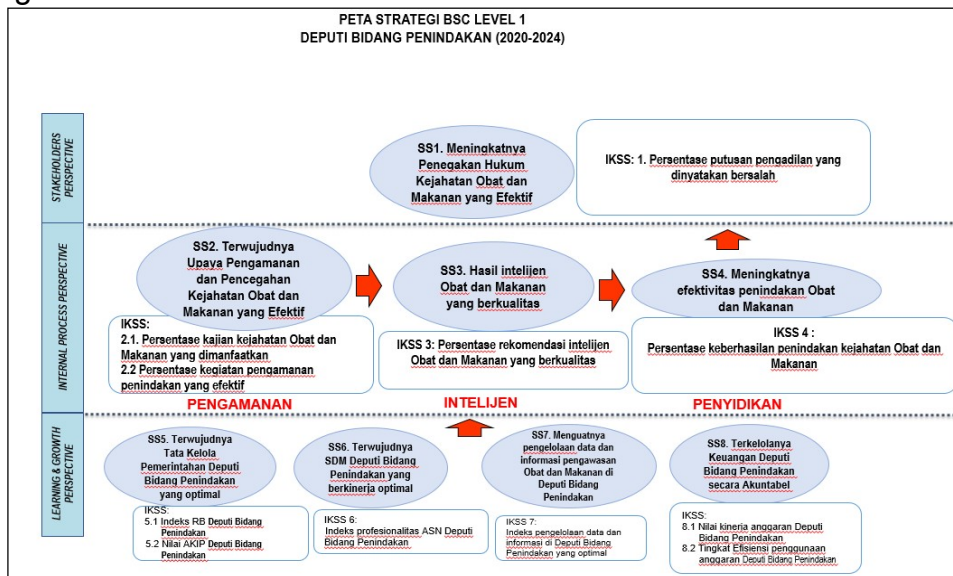 PETA STRATEGI BSC LEVEL 1
DEPUTI BIDANG PENINDAKAN (2020-2024)
STAKEHOLDERS
PERSPECTIVE
SS1. Meningkatnya
Penegakan Hukum
Kejahatan Obat dan
Makanan yang Efektif
IKSS: 1. Persentase putusan pengadilan yang
dinyatakan bersalah
INTERNAL PROCESS PERSPECTIVE
SS2. Terwujudnya
Upaya Pengamanan
dan Pencegahan
Kejahatan Obat dan
Makanan yang Efektif
IKSS:
2.1. Persentase kajian kejahatan Obat dan
Makanan yang dimanfaatkan
2.2 Persentase kegiatan pengamanan
penindakan yang efektif
PENGAMANAN
SS3. Hasil intelijen
Obat dan Makanan
yang berkualitas
IKSS 3: Persentase rekomendasi intelijen
Obat dan Makanan yang berkualitas
INTELIJEN
SS4. Meningkatnya
efektivitas penindakan Obat
dan Makanan
IKSS 4 :
Persentase keberhasilan penindakan kejahatan Obat dan
Makanan
PENYIDIKAN
LEARNING & GROWTH
PERSPECTIVE
SS5. Terwujudnya
Tata Kelola
Pemerintahan Deputi
Bidang Penindakan
yang optimal
IKSS:
5.1 Indeks RB Deputi Bidang
Penindakan
5.2 Nilai AKIP Deputi Bidang
Penindakan
SS6. Terwujudnya
SDM Deputi Bidang
Penindakan yang
berkinerja optimal
IKSS 6:
Indeks profesionalitas ASN Deputi
Bidang Penindakan
SS7. Menguatnya
pengelolaan data dan
informasi pengawasan
Obat dan Makanan di
Deputi Bidang
Penindakan
IKSS 7:
Indeks pengelolaan data dan
informasi di Deputi Bidang
Penindakan yang optimal
SS8. Terkelolanya
Keuangan Deputi
Bidang Penindakan
secara Akuntabel
IKSS:
8.1 Nilai kinerja anggaran Deputi
Bidang Penindakan
8.2 Tingkat Efisiensi penggunaan
anggaran Deputi Bidang Penindakan